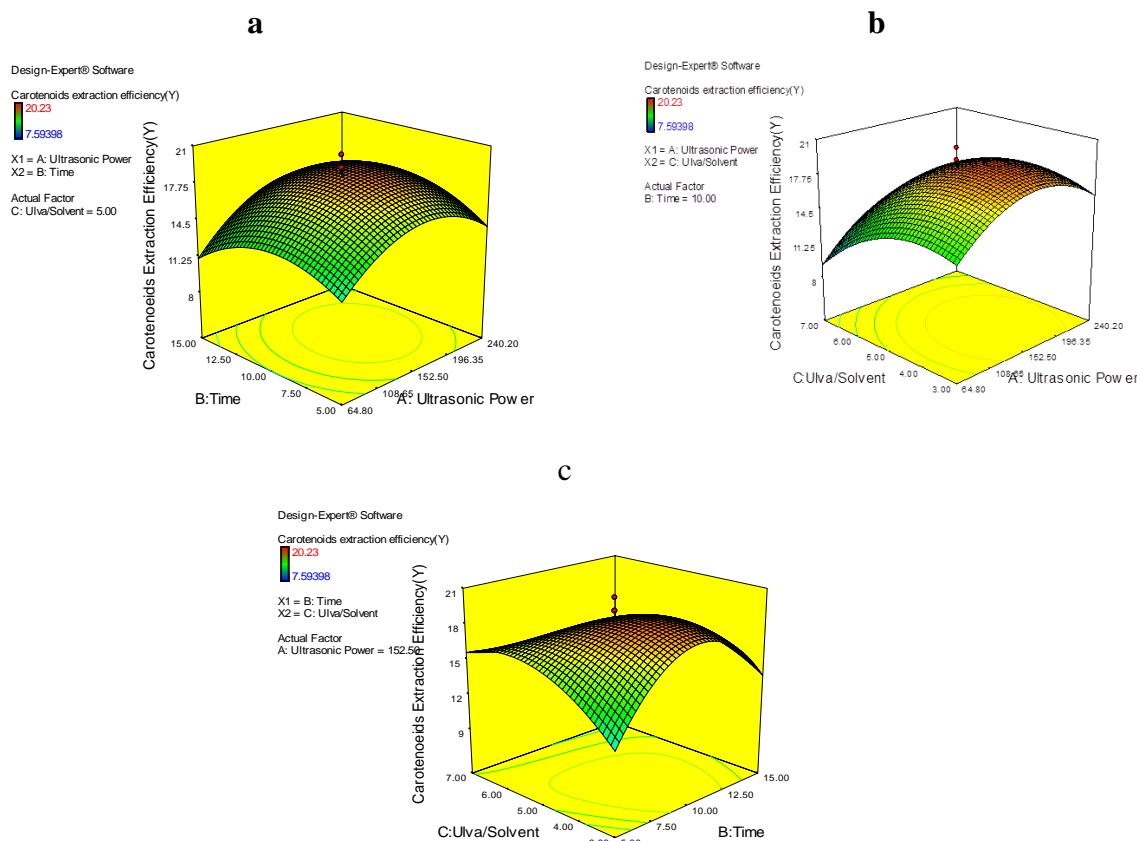 a
Design-Expert® Software
Carotenoids extraction efficiency(Y)
20.23
7.59398
X1 = A: Ultrasonic Power
X2 = B: Time
Actual Factor
C: Ulva/Solvent = 5.00
Carotenoeids Extraction Efficiency(Y)
21
17.75
14.5
11.25
8
15.00
12.50
10.00
7.50
5.00
B:Time
64.80
108.65
152.50
196.35
240.20
A: Ultrasonic Power
b
Design-Expert® Software
Carotenoids extraction efficiency(Y)
20.23
7.59398
X1 = A: Ultrasonic Power
X2 = C: Ulva/Solvent
Actual Factor
B: Time = 10.00
Carotenoeids Extraction Efficiency(Y)
21
17.75
14.5
11.25
8
7.00
6.00
5.00
4.00
3.00
C:Ulva/Solvent
64.80
108.65
152.50
196.35
240.20
A: Ultrasonic Power
c
Design-Expert® Software
Carotenoids extraction efficiency(Y)
20.23
7.59398
X1 = B: Time
X2 = C: Ulva/Solvent
Actual Factor
A: Ultrasonic Power = 152.50
Carotenoeids Extraction Efficiency(Y)
21
18
15
12
9
7.00
6.00
5.00
4.00
C:Ulva/Solvent
7.50
10.00
12.50
15.00
B:Time